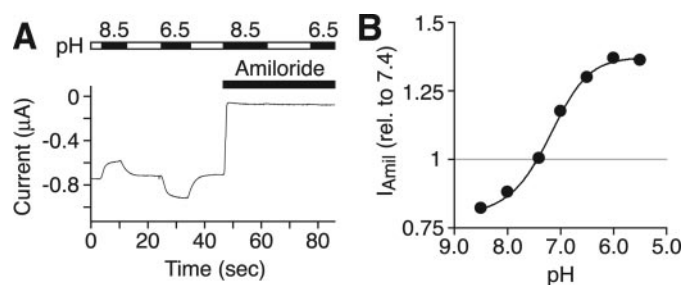 A
pH
8.5 6.5 8.5 6.5
Amiloride
Current (μA)
0
-0.4
-0.8
0 20 40 60 80
Time (sec)
B
I_Amil (rel. to 7.4)
1.5
1.25
1
0.75
9.0 8.0 7.0 6.0 5.0
pH